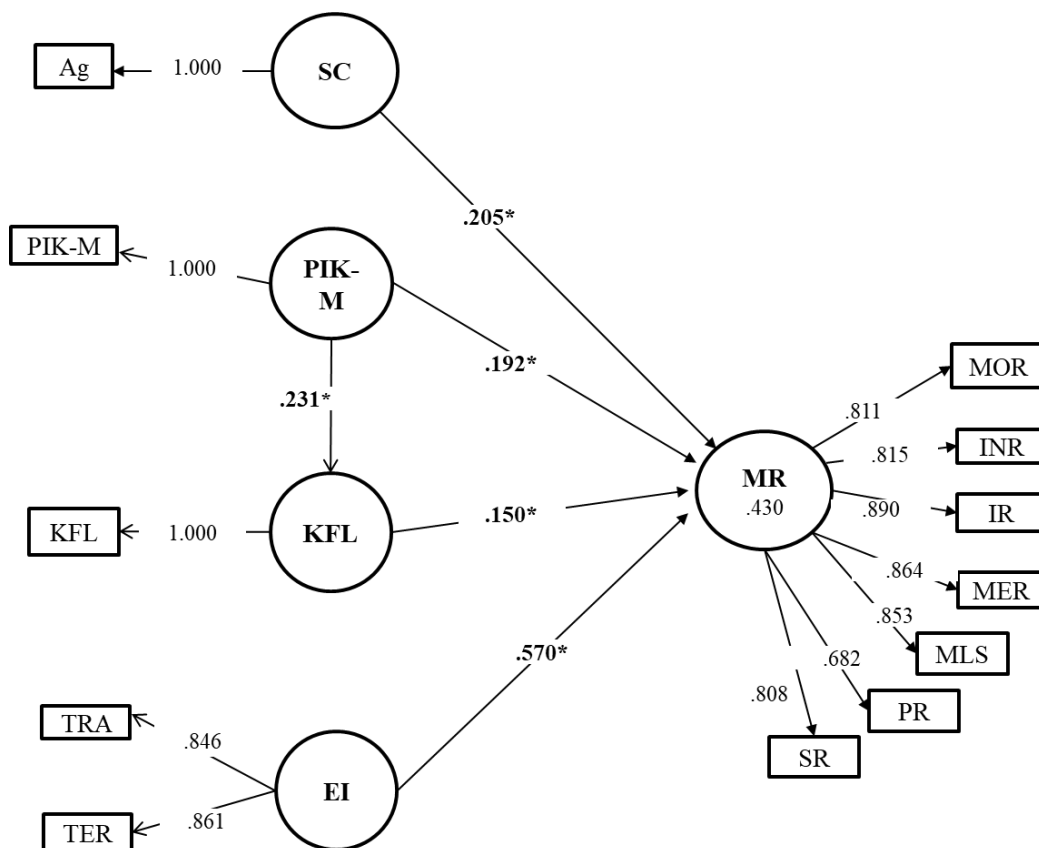 Ag
1.000
SC
.205*
PIK-M
1.000
PIK-
M
.192*
.231*
KFL
1.000
KFL
.150*
MR
.430
.570*
TRA
.846
EI
TER
.861
MOR
.811
INR
.815
IR
.890
MER
.864
MLS
.853
PR
.682
SR
.808